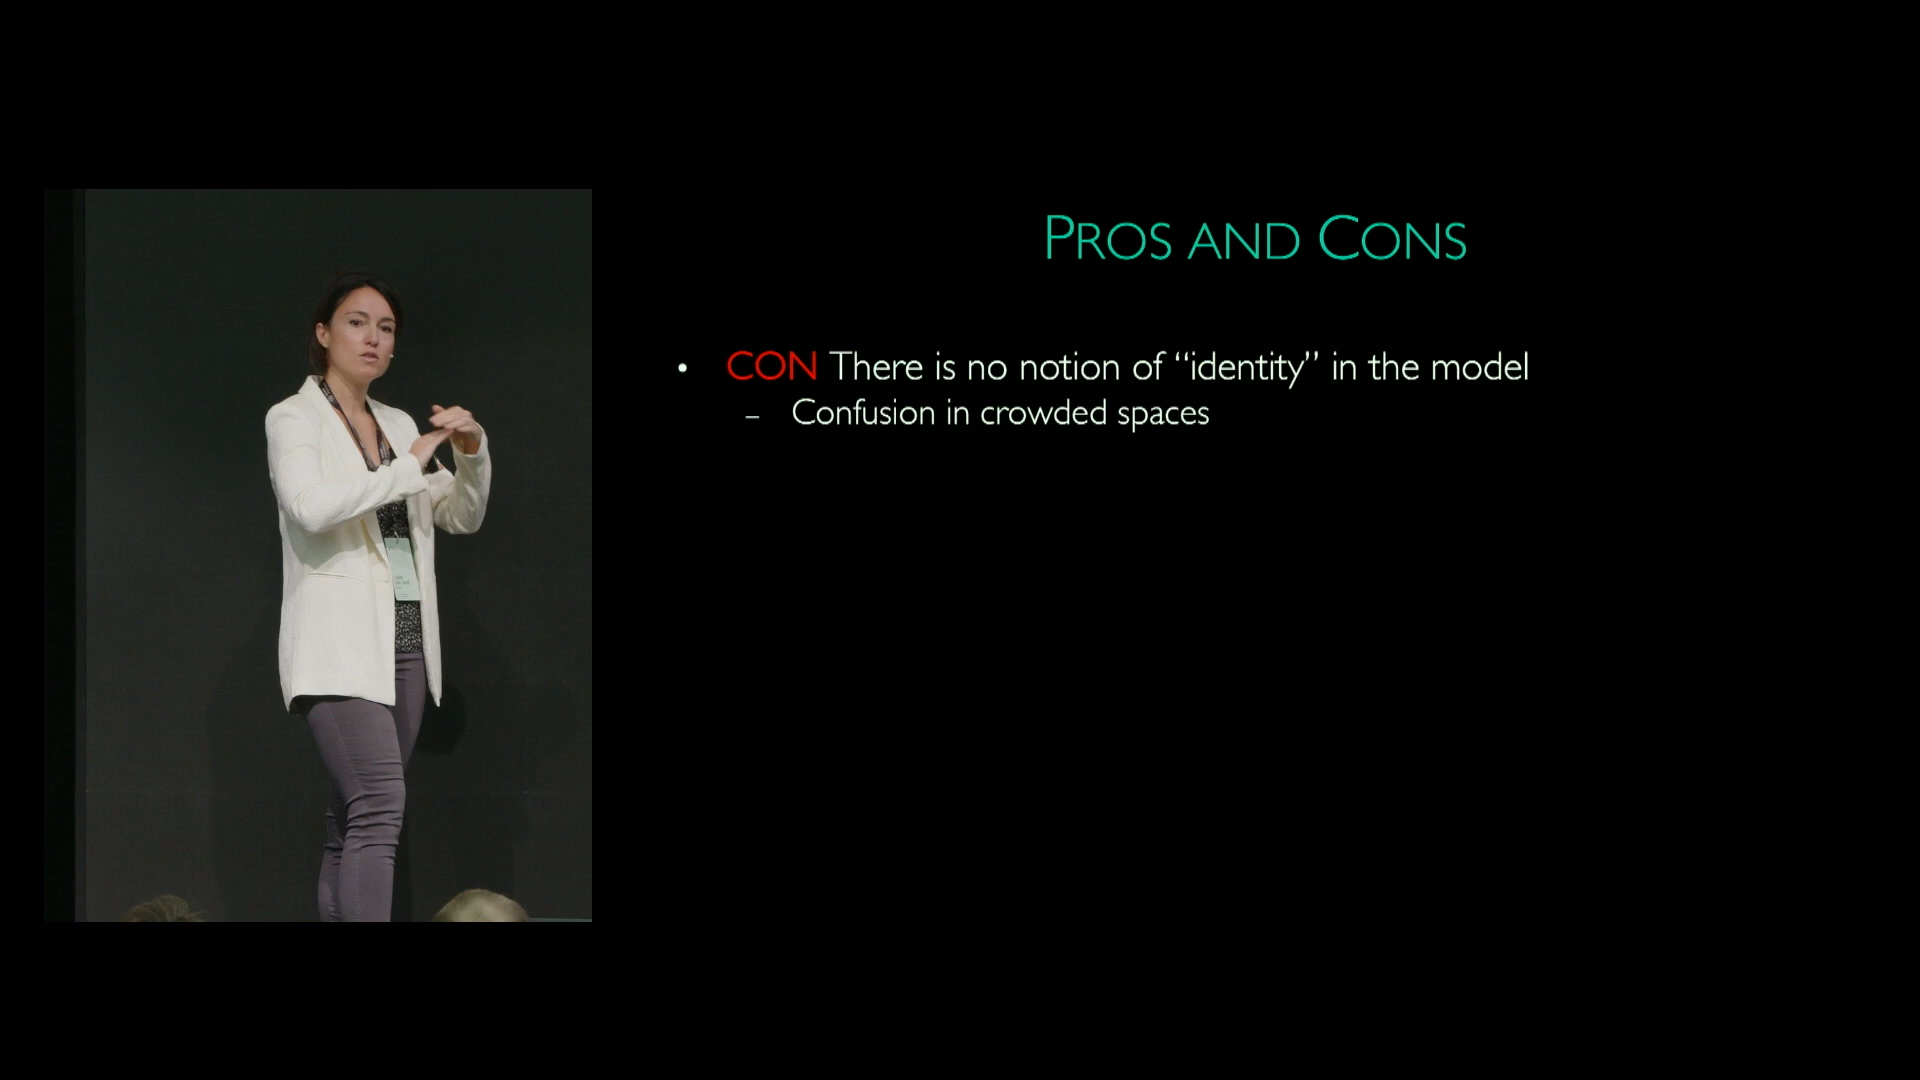 PROS AND CONS
• CON There is no notion of “identity” in the model
– Confusion in crowded spaces